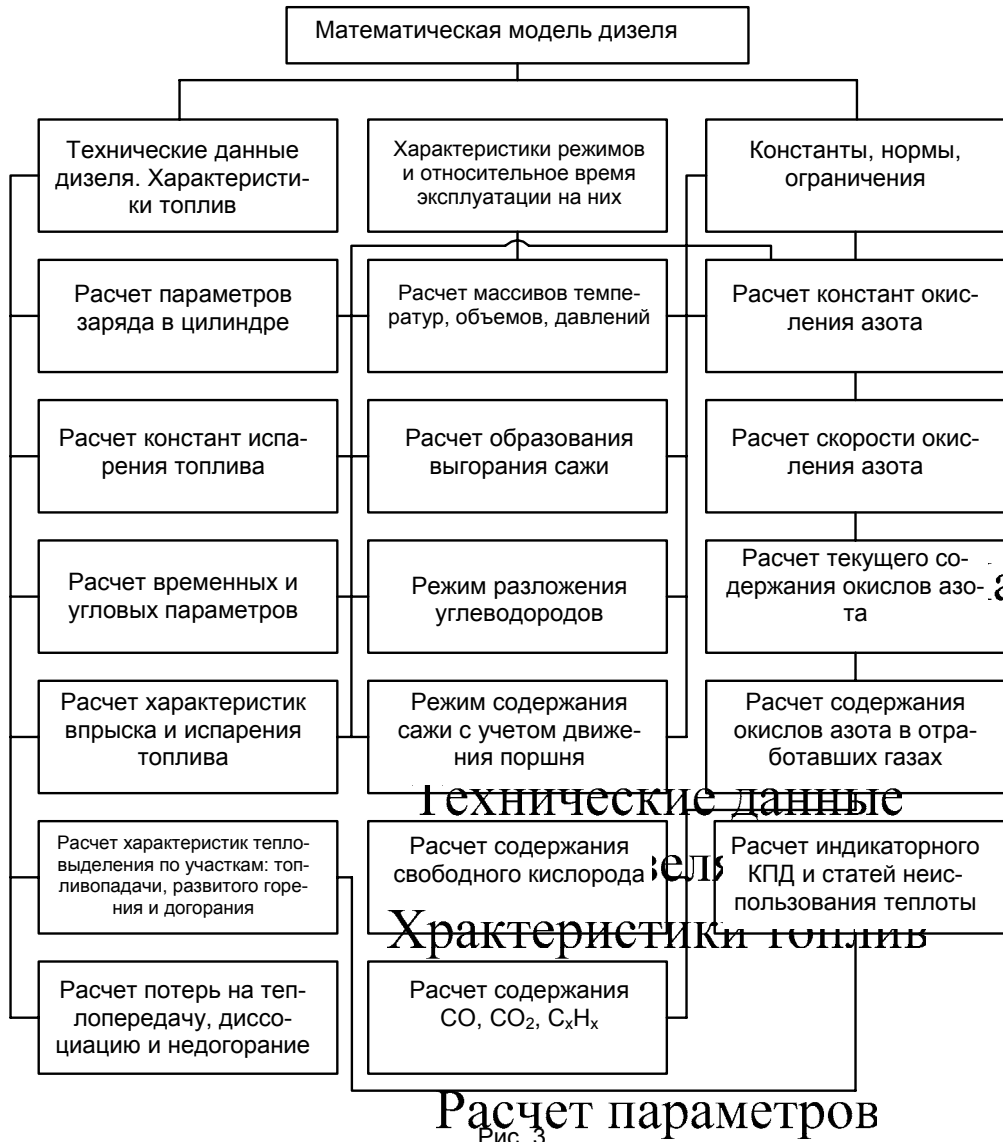 Математическая модель дизеля
Технические данные
дизеля. Характеристи-
ки топлив
Характеристики режимов
и относительное время
эксплуатации на них
Константы, нормы,
ограничения
Расчет параметров
заряда в цилиндре
Расчет массивов темпе-
ратур, объемов, давлений
Расчет констант окис-
ления азота
Расчет констант испа-
рения топлива
Расчет образования
выгорания сажи
Расчет скорости окис-
ления азота
Расчет временных и
угловых параметров
Режим разложения
углеводородов
Расчет текущего со-
держания окислов азо-
та
Расчет характеристик
впрыска и испарения
топлива
Режим содержания
сажи с учетом движе-
ния поршня
Расчет содержания
окислов азота в отра-
ботавших газах
Технические данные
Расчет характеристик тепло-
выделения по участкам: топ-
ливопадачи, развитого горе-
ния и догорания
Расчет содержания
свободного кислорода
Расчет индикаторного
КПД и статей неис-
пользования теплоты
Храктеристики топлив
Расчет потерь на теп-
лопередачу, диссо-
циацию и недогорание
Расчет содержания
CO, CO₂, CₓHₓ
Расчет параметров
Рис. 3